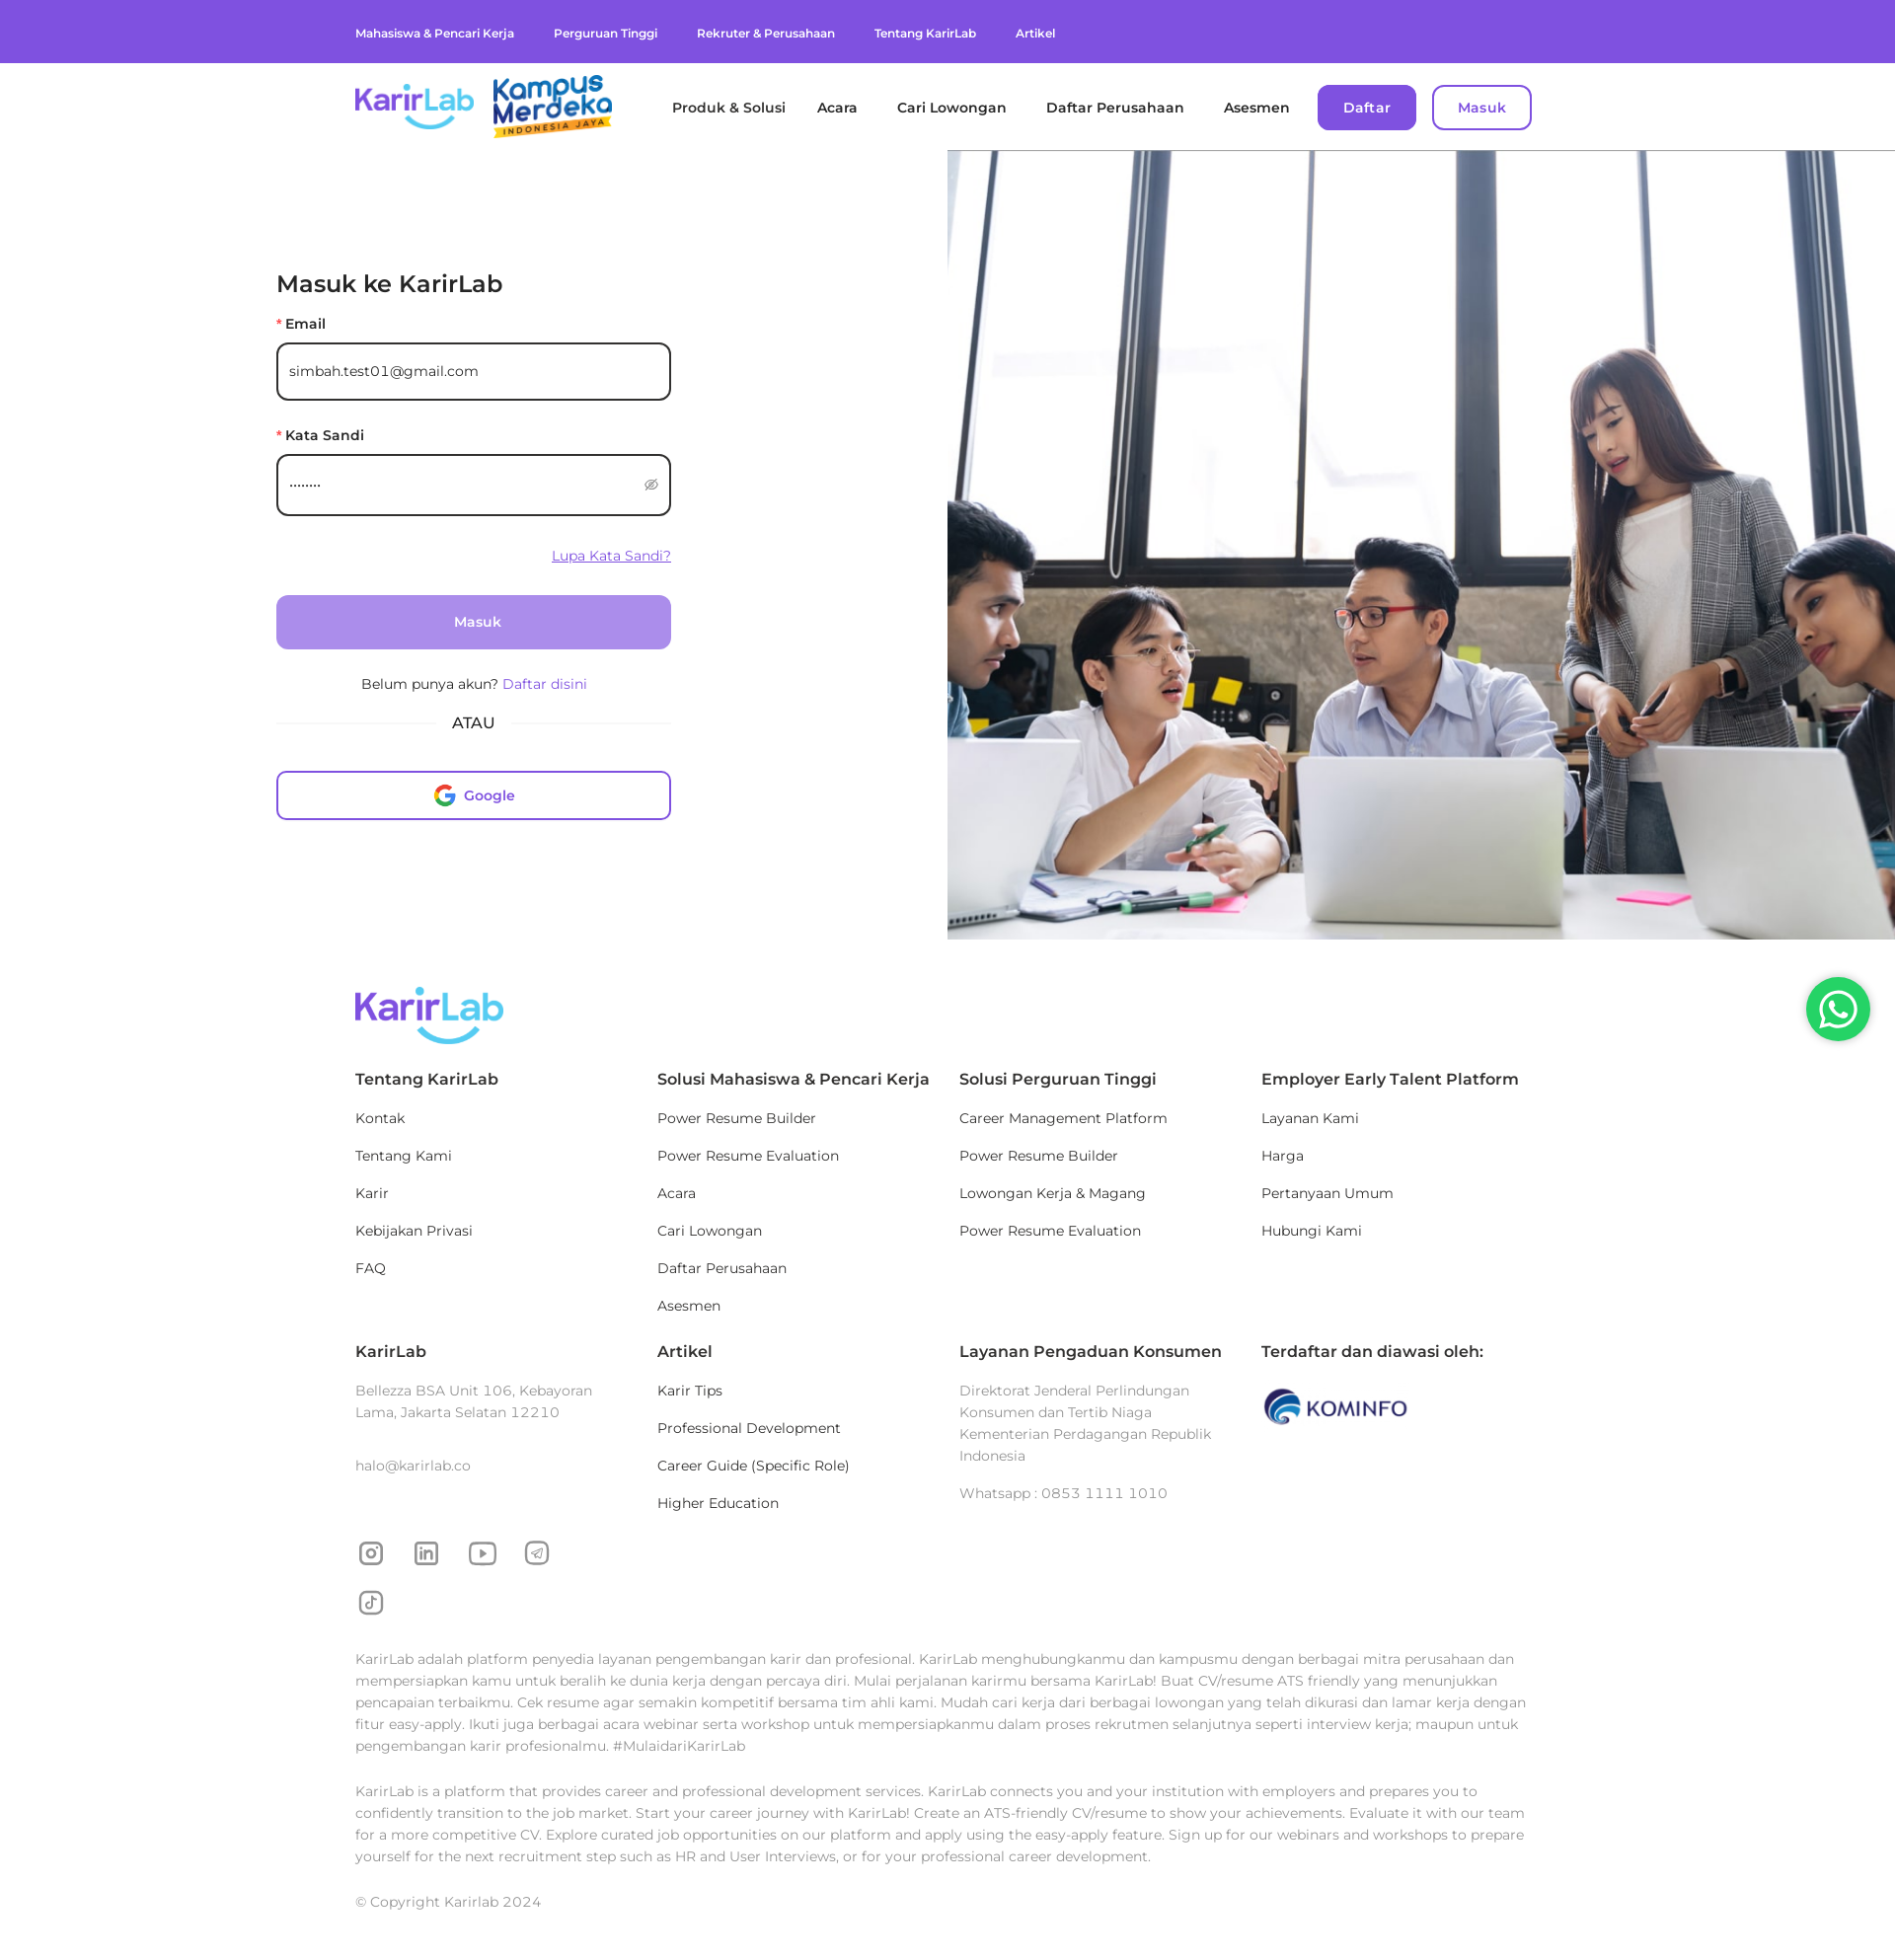 Mahasiswa & Pencari Kerja Perguruan Tinggi Rekruter & Perusahaan Tentang KarirLab Artikel
KarirLab
Kampus
Merdeka
INDONESIA JAYA
Produk & Solusi Acara Cari Lowongan Daftar Perusahaan Asesmen Daftar Masuk
Masuk ke KarirLab
* Email
simbah.test01@gmail.com
* Kata Sandi
••••••••
Lupa Kata Sandi?
Masuk
Belum punya akun? Daftar disini
ATAU
Google
KarirLab
Tentang KarirLab
Kontak
Tentang Kami
Karir
Kebijakan Privasi
FAQ
Solusi Mahasiswa & Pencari Kerja
Power Resume Builder
Power Resume Evaluation
Acara
Cari Lowongan
Daftar Perusahaan
Asesmen
Solusi Perguruan Tinggi
Career Management Platform
Power Resume Builder
Lowongan Kerja & Magang
Power Resume Evaluation
Employer Early Talent Platform
Layanan Kami
Harga
Pertanyaan Umum
Hubungi Kami
KarirLab
Bellezza BSA Unit 106, Kebayoran
Lama, Jakarta Selatan 12210
halo@karirlab.co
Artikel
Karir Tips
Professional Development
Career Guide (Specific Role)
Higher Education
Layanan Pengaduan Konsumen
Direktorat Jenderal Perlindungan
Konsumen dan Tertib Niaga
Kementerian Perdagangan Republik
Indonesia
Whatsapp : 0853 1111 1010
Terdaftar dan diawasi oleh:
KOMINFO
KarirLab adalah platform penyedia layanan pengembangan karir dan profesional. KarirLab menghubungkanmu dan kampusmu dengan berbagai mitra perusahaan dan
mempersiapkan kamu untuk beralih ke dunia kerja dengan percaya diri. Mulai perjalanan karirmu bersama KarirLab! Buat CV/resume ATS friendly yang menunjukkan
pencapaian terbaikmu. Cek resume agar semakin kompetitif bersama tim ahli kami. Mudah cari kerja dari berbagai lowongan yang telah dikurasi dan lamar kerja dengan
fitur easy-apply. Ikuti juga berbagai acara webinar serta workshop untuk mempersiapkanmu dalam proses rekrutmen selanjutnya seperti interview kerja; maupun untuk
pengembangan karir profesionalmu. #MulaidariKarirLab
KarirLab is a platform that provides career and professional development services. KarirLab connects you and your institution with employers and prepares you to
confidently transition to the job market. Start your career journey with KarirLab! Create an ATS-friendly CV/resume to show your achievements. Evaluate it with our team
for a more competitive CV. Explore curated job opportunities on our platform and apply using the easy-apply feature. Sign up for our webinars and workshops to prepare
yourself for the next recruitment step such as HR and User Interviews, or for your professional career development.
© Copyright Karirlab 2024